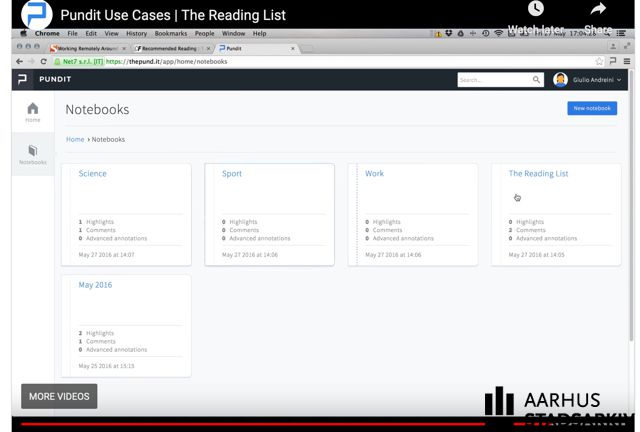 Pundit Use Cases | The Reading List
Watch later
Share
Chrome File Edit View History Bookmarks People Window Help
Working Remotely Around
Recommended Reading
Pundit
Net7 s.r.l. [IT] https://thepund.it/app/home/notebooks
PUNDIT
Search...
Giulio Andreini
Home
Notebooks
Notebooks
New notebook
Home > Notebooks
Science
1 Highlights
1 Comments
0 Advanced annotations
May 27 2016 at 14:07
Sport
0 Highlights
0 Comments
0 Advanced annotations
May 27 2016 at 14:06
Work
0 Highlights
0 Comments
0 Advanced annotations
May 27 2016 at 14:06
The Reading List
0 Highlights
2 Comments
0 Advanced annotations
May 27 2016 at 14:05
May 2016
2 Highlights
1 Comments
0 Advanced annotations
May 25 2016 at 15:15
MORE VIDEOS
AARHUS
STADSARKIV